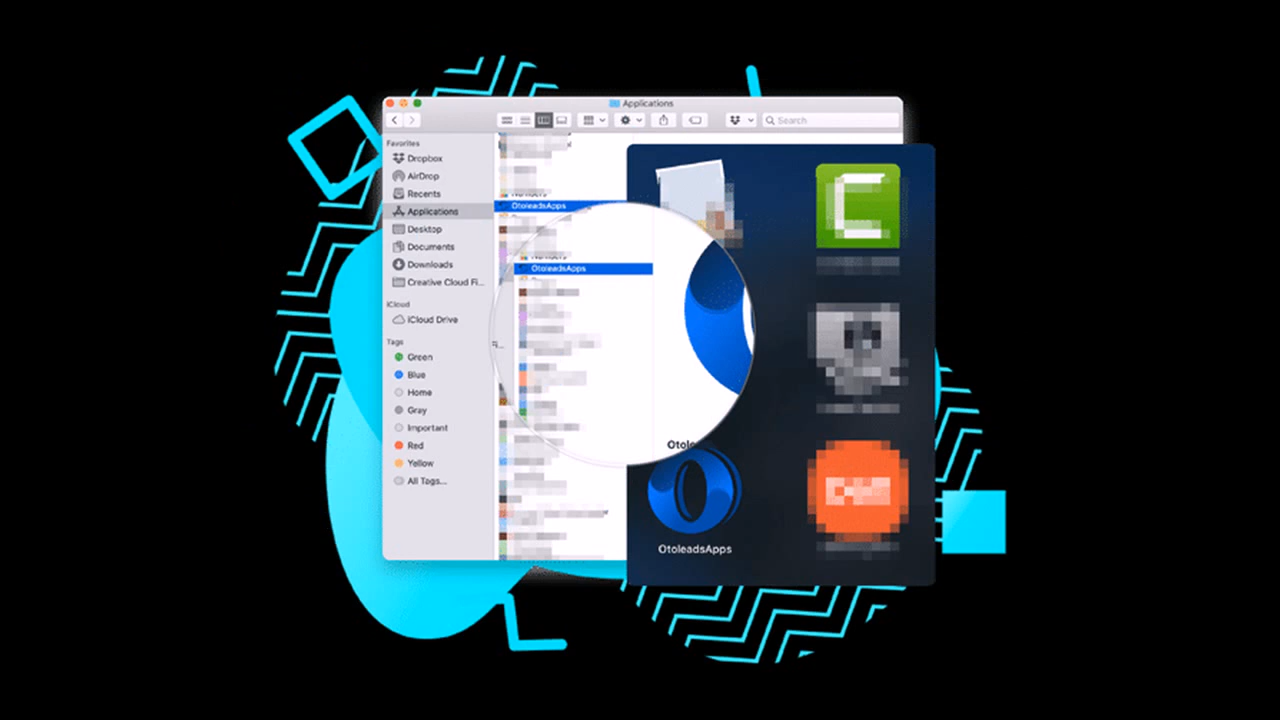 Applications
Search
Favorites
Dropbox
AirDrop
Recents
Applications
Desktop
Documents
Downloads
Creative Cloud Fi...
iCloud
iCloud Drive
Tags
Green
Blue
Home
Gray
Important
Red
Yellow
All Tags...
OtoleadsApps
OtoleadsApps
Otole
OtoleadsApps